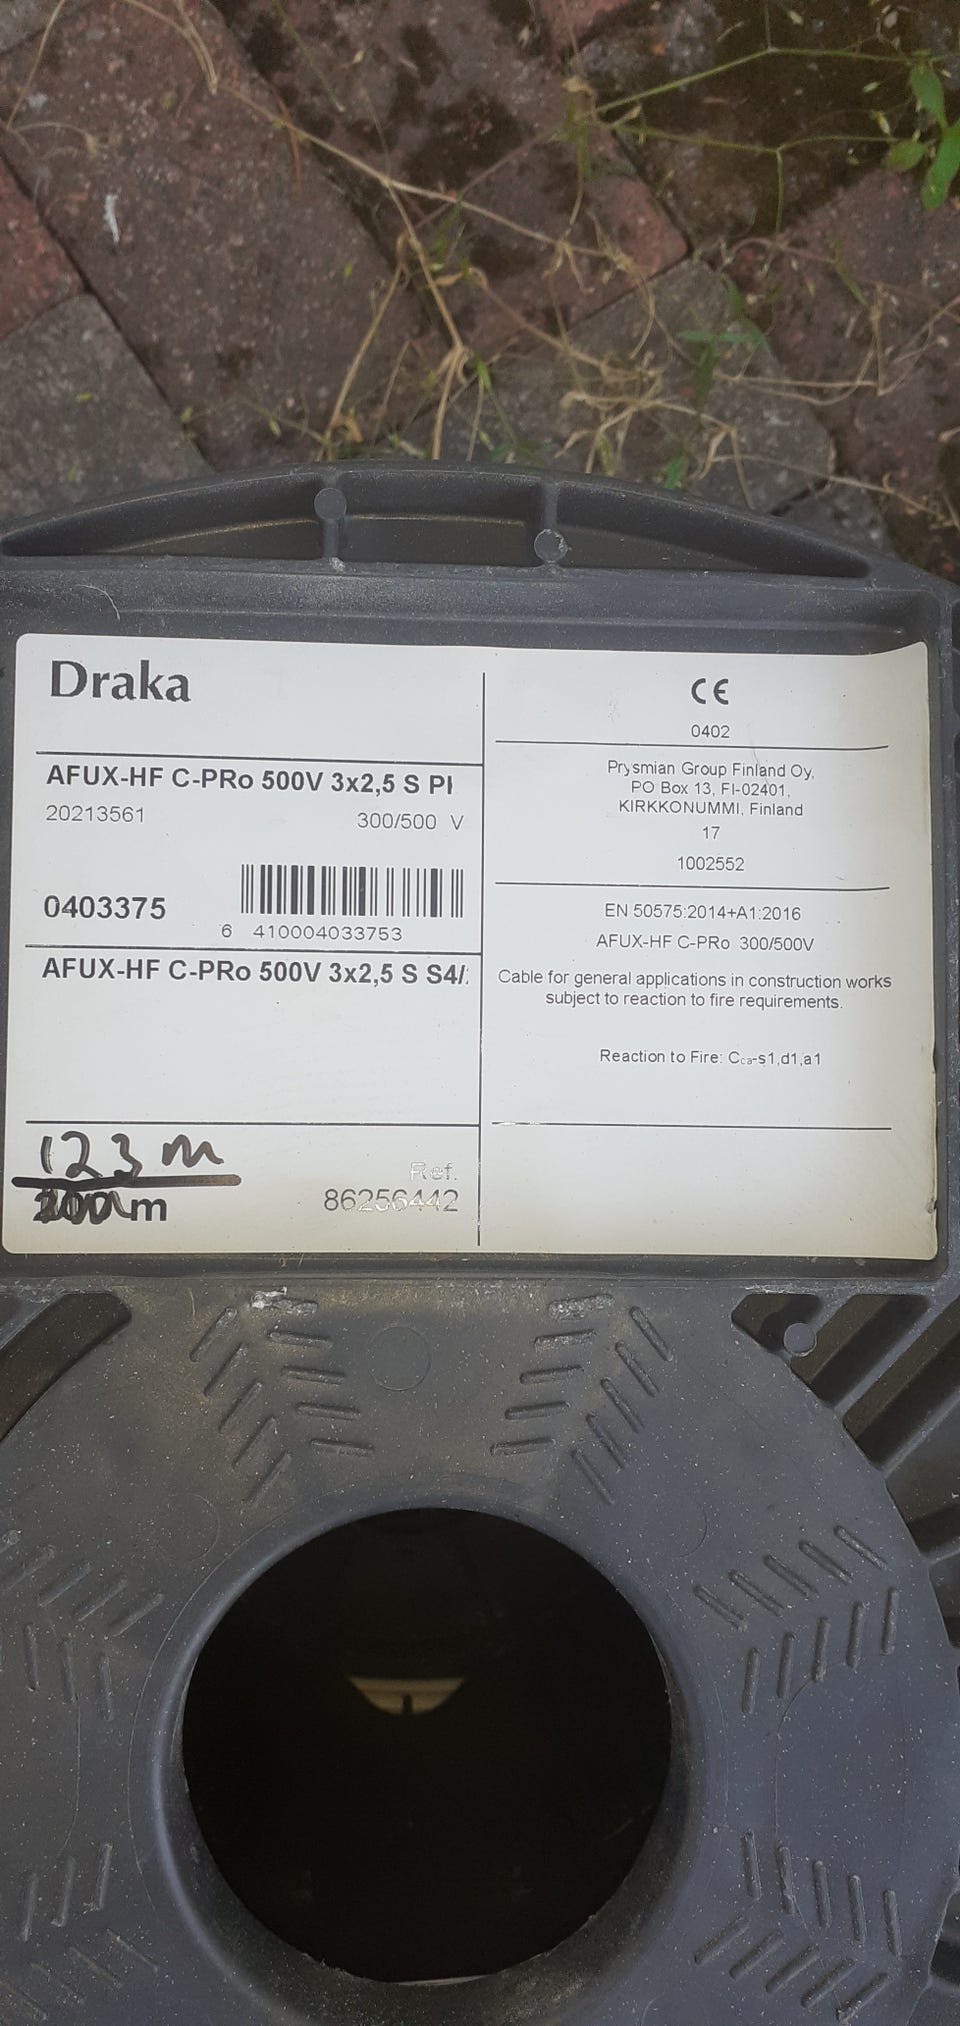 Draka
AFUX-HF C-PRo 500V 3x2,5 S
20213561
300/500 V
0403375
6 410004033753
AFUX-HF C-PRo 500V 3x2,5 S S4/
123 m
m
Ref.
86256442
CE
0402
Prysmian Group Finland Oy,
PO Box 13, FI-02401,
KIRKKONUMMI, Finland
17
1002552
EN 50575:2014+A1:2016
AFUX-HF C-PRo 300/500V
Cable for general applications in construction works
subject to reaction to fire requirements.
Reaction to Fire: Cca-s1,d1,a1